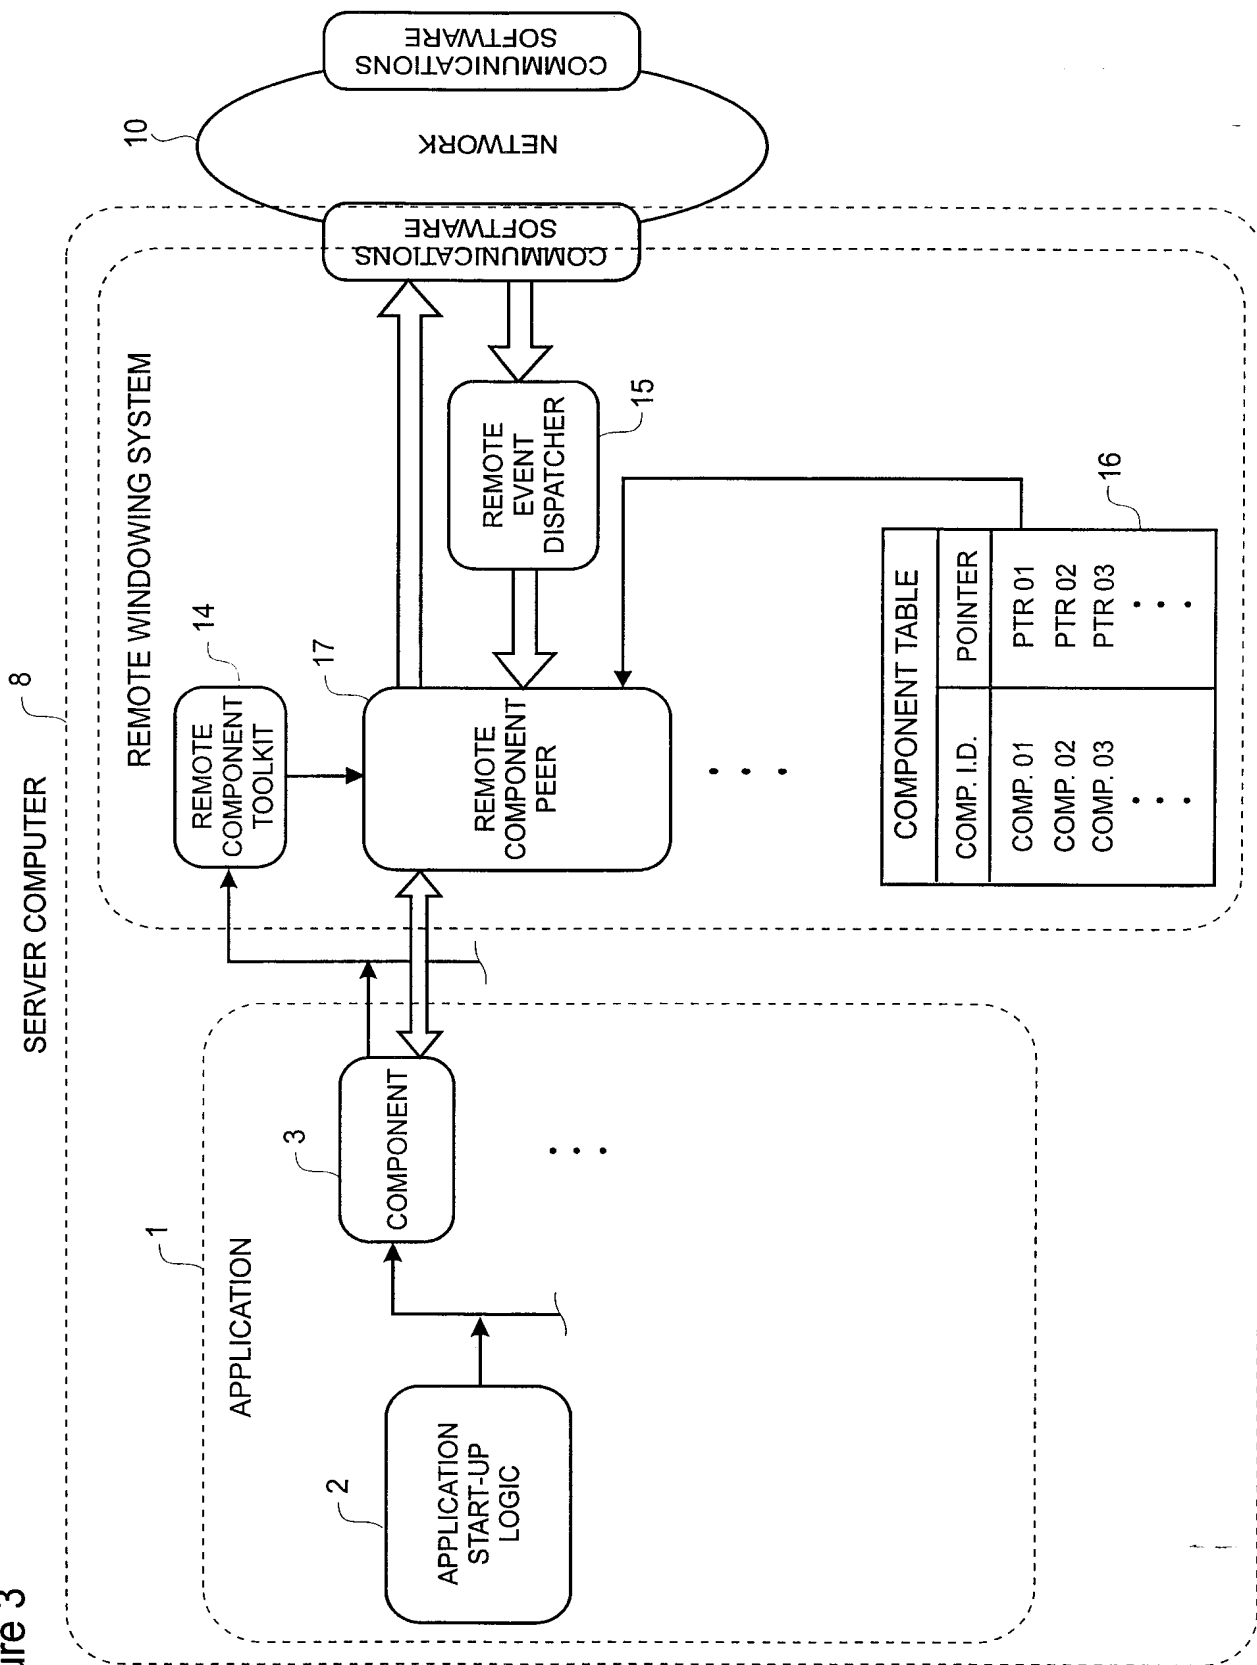 ure 3
SERVER COMPUTER
8
1
APPLICATION
2
APPLICATION
START-UP
LOGIC
3
COMPONENT
. . .
REMOTE WINDOWING SYSTEM
14
REMOTE
COMPONENT
TOOLKIT
17
REMOTE
COMPONENT
PEER
. . .
15
REMOTE
EVENT
DISPATCHER
16
COMPONENT TABLE
COMP. I.D. POINTER
COMP. 01 PTR 01
COMP. 02 PTR 02
COMP. 03 PTR 03
. . . . . .
COMMUNICATIONS
SOFTWARE
10
NETWORK
COMMUNICATIONS
SOFTWARE